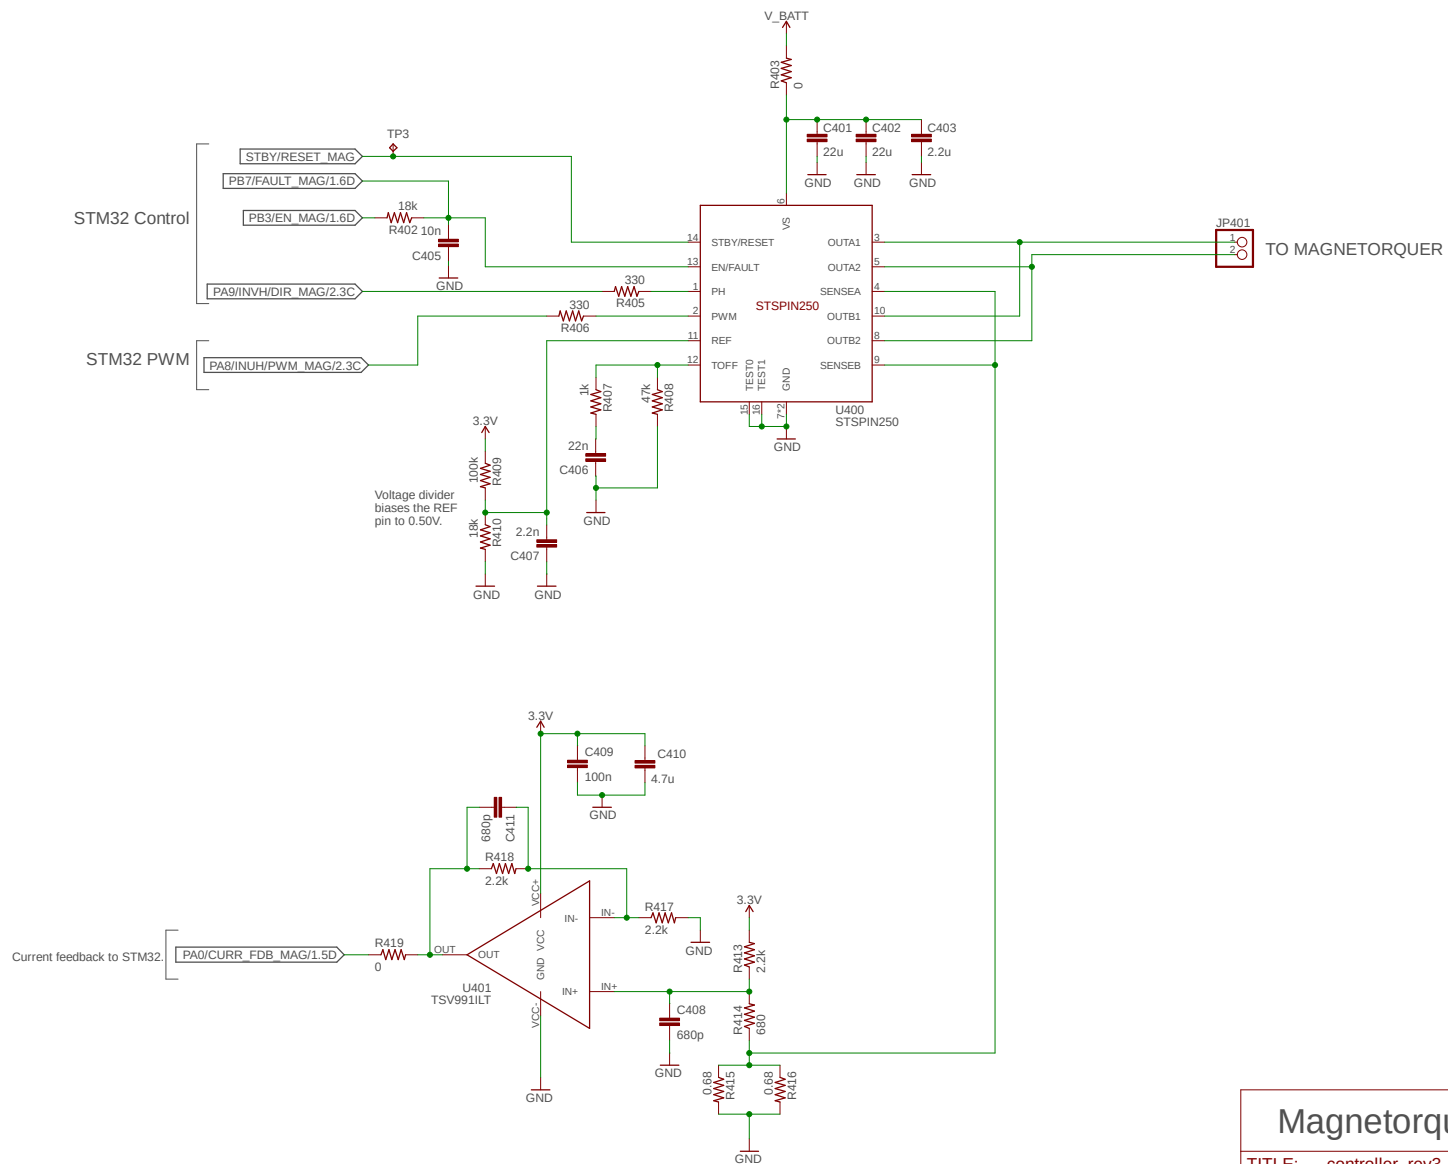 V_BATT
R403
0
C401
22u
GND
C402
22u
GND
C403
2.2u
GND
TP3
STBY/RESET_MAG
PB7/FAULT_MAG/1.6D
STM32 Control
PB3/EN_MAG/1.6D
18k
R402
10n
C405
GND
PA9/INVH/DIR_MAG/2.3C
330
R405
330
R406
STM32 PWM
PA8/INUH/PWM_MAG/2.3C
6
VS
14
STBY/RESET
13
EN/FAULT
1
PH
2
PWM
11
REF
12
TOFF
STSPIN250
OUTA1
3
OUTA2
5
SENSEA
4
OUTB1
10
OUTB2
8
SENSEB
9
TEST0
TEST1
GND
15
16
7*2
GND
U400
STSPIN250
JP401
1
2
TO MAGNETORQUER
1k
R407
47k
R408
22n
C406
GND
3.3V
100k
R409
Voltage divider
biases the REF
pin to 0.50V.
18k
R410
GND
2.2n
C407
GND
3.3V
C409
100n
C410
4.7u
GND
680p
C411
R418
2.2k
VCC+
IN-
IN-
R417
2.2k
GND
3.3V
R413
2.2k
Current feedback to STM32.
PA0/CURR_FDB_MAG/1.5D
R419
0
OUT
OUT
GND
VCC
U401
TSV991ILT
IN+
IN+
VCC-
GND
C408
680p
GND
R414
680
0.68
R415
0.68
R416
GND
Magnetorqu
TITLE: controller_rev3